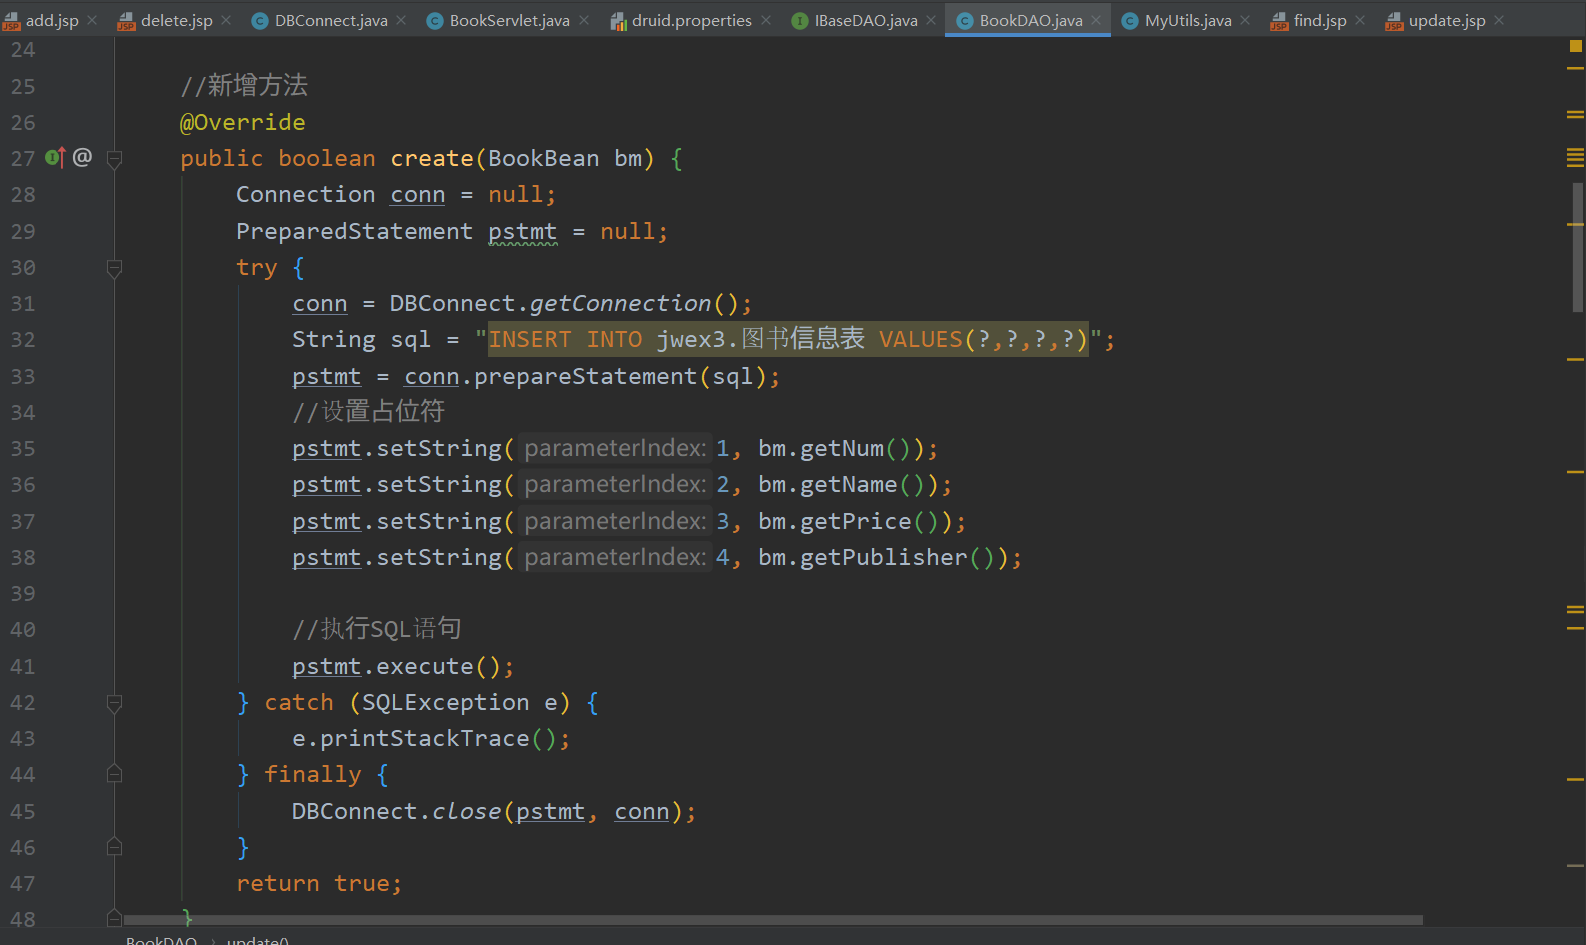 add.jsp delete.jsp DBConnect.java BookServlet.java druid.properties IBaseDAO.java BookDAO.java MyUtils.java find.jsp update.jsp
24
25 //新增方法
26 @Override
27 public boolean create(BookBean bm) {
28 Connection conn = null;
29 PreparedStatement pstmt = null;
30 try {
31 conn = DBConnect.getConnection();
32 String sql = "INSERT INTO jwex3.图书信息表 VALUES(?,?,?,?)";
33 pstmt = conn.prepareStatement(sql);
34 //设置占位符
35 pstmt.setString( parameterIndex: 1, bm.getNum());
36 pstmt.setString( parameterIndex: 2, bm.getName());
37 pstmt.setString( parameterIndex: 3, bm.getPrice());
38 pstmt.setString( parameterIndex: 4, bm.getPublisher());
39
40 //执行SQL语句
41 pstmt.execute();
42 } catch (SQLException e) {
43 e.printStackTrace();
44 } finally {
45 DBConnect.close(pstmt, conn);
46 }
47 return true;
48 }
BookDAO > update()